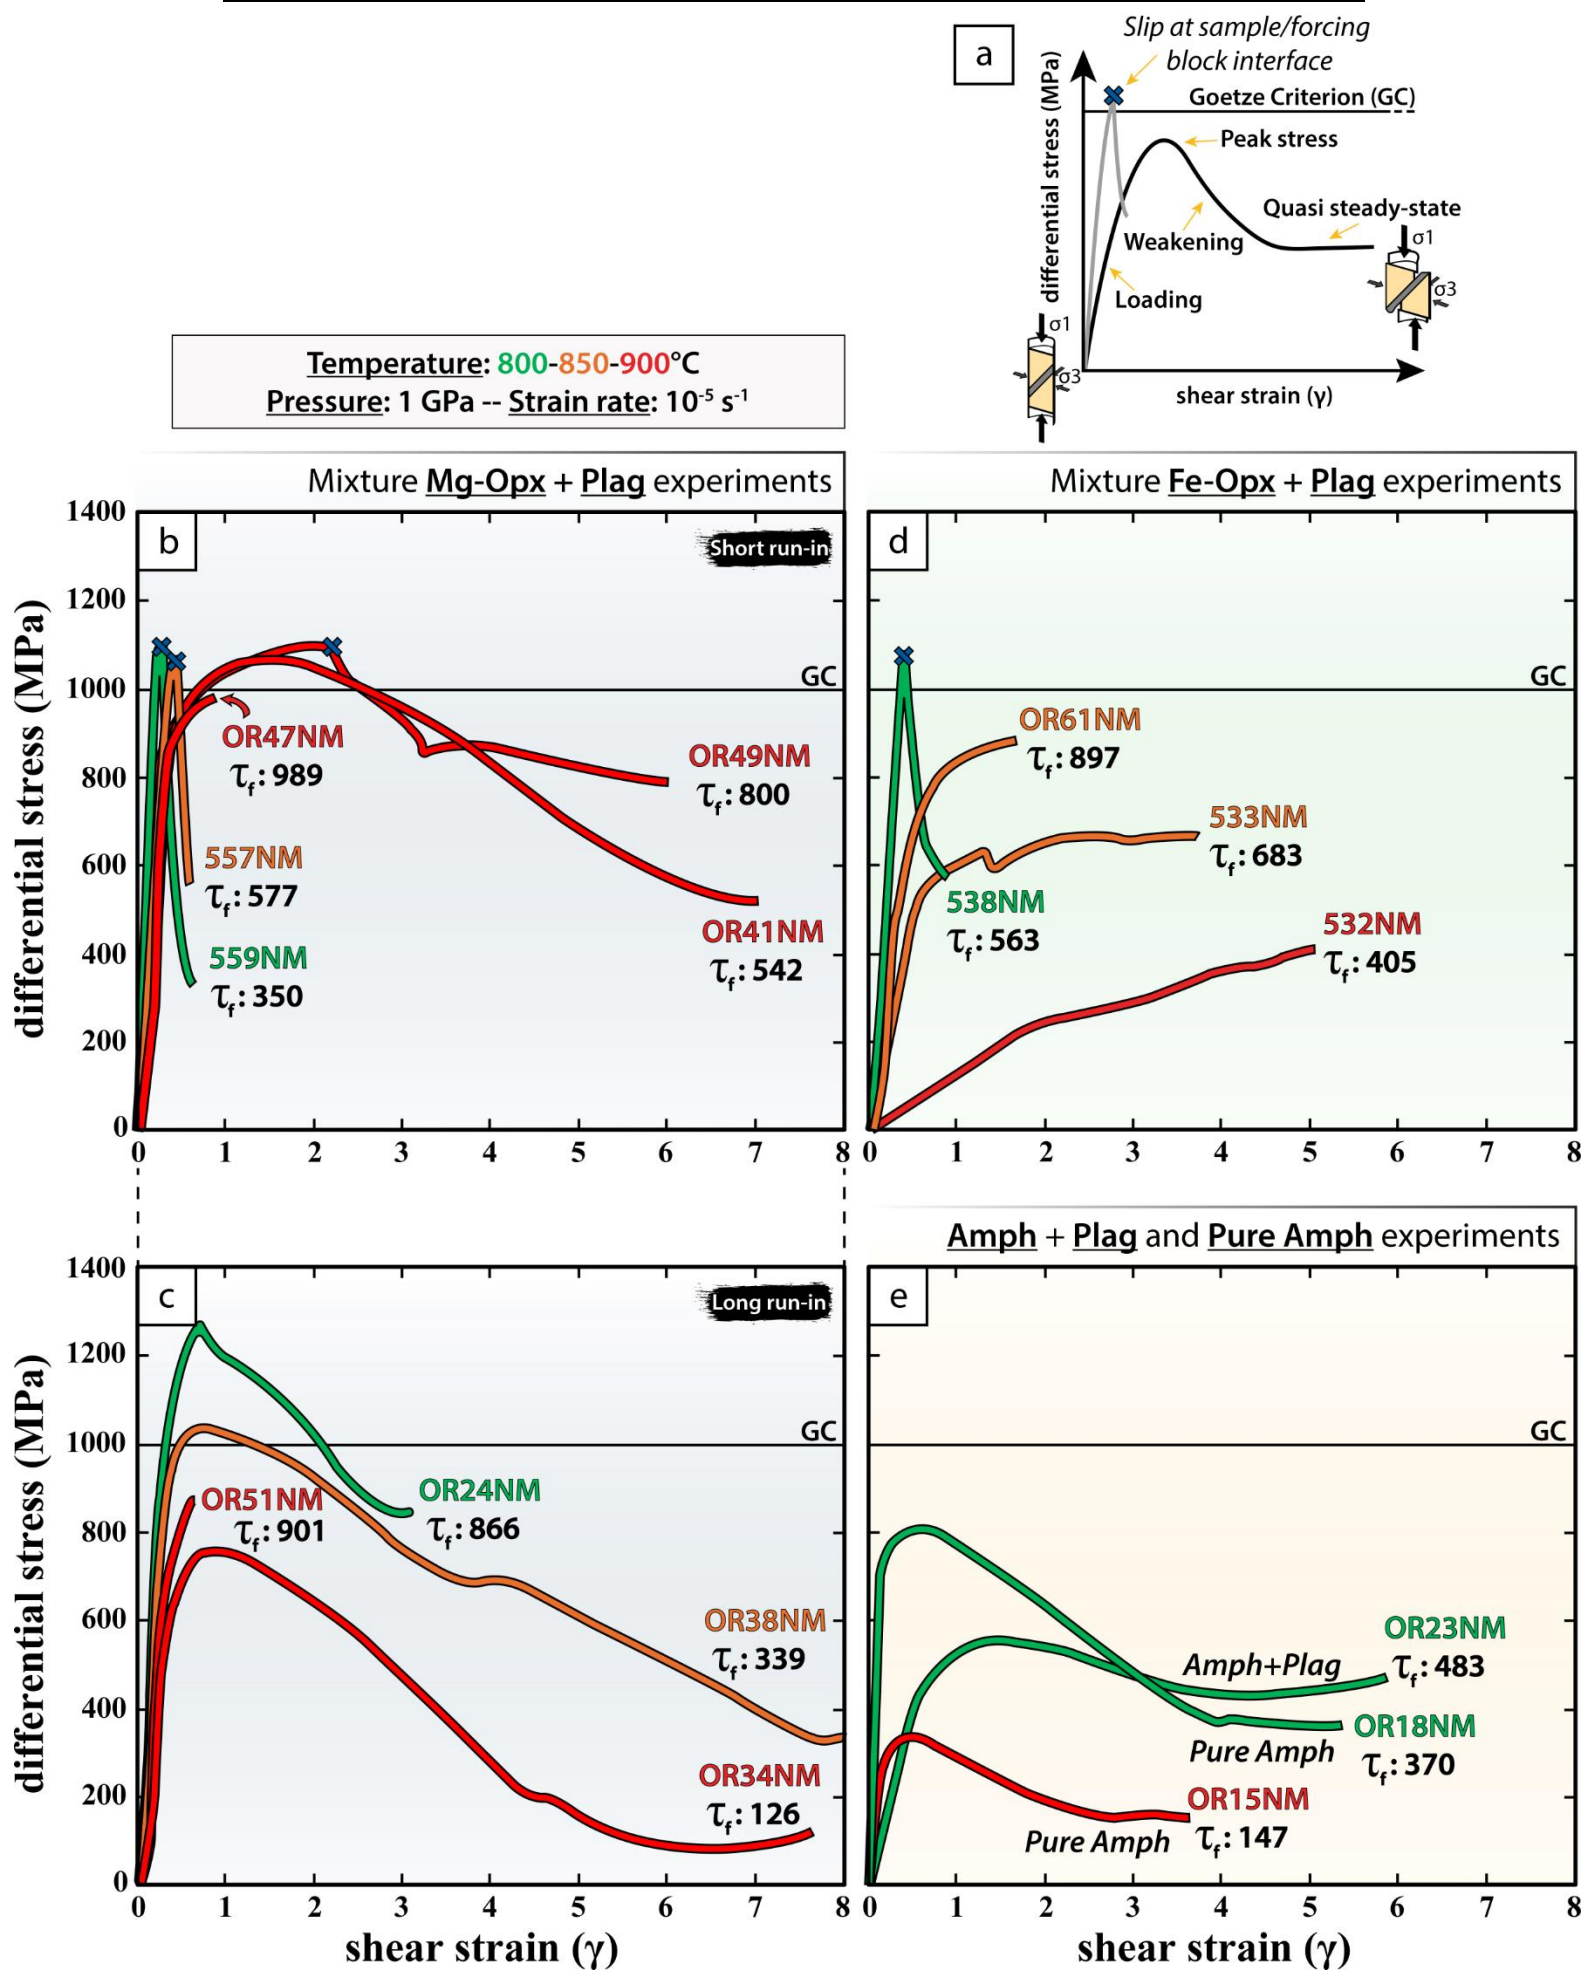 a
Slip at sample/forcing
block interface
differential stress (MPa)
Goetze Criterion (GC)
Peak stress
Quasi steady-state
Weakening
Loading
σ1
σ3
σ1
σ3
shear strain (γ)
Temperature: 800-850-900°C
Pressure: 1 GPa -- Strain rate: 10⁻⁵ s⁻¹
Mixture Mg-Opx + Plag experiments
b
Short run-in
differential stress (MPa)
1400
1200
1000
800
600
400
200
0
GC
OR47NM
τf: 989
OR49NM
τf: 800
557NM
τf: 577
OR41NM
τf: 542
559NM
τf: 350
0 1 2 3 4 5 6 7 8
Mixture Fe-Opx + Plag experiments
d
GC
OR61NM
τf: 897
533NM
τf: 683
538NM
τf: 563
532NM
τf: 405
0 1 2 3 4 5 6 7 8
c
Long run-in
differential stress (MPa)
1400
1200
1000
800
600
400
200
0
GC
OR51NM
τf: 901
OR24NM
τf: 866
OR38NM
τf: 339
OR34NM
τf: 126
0 1 2 3 4 5 6 7 8
shear strain (γ)
Amph + Plag and Pure Amph experiments
e
GC
Amph+Plag
OR23NM
τf: 483
Pure Amph
OR18NM
τf: 370
Pure Amph
OR15NM
τf: 147
0 1 2 3 4 5 6 7 8
shear strain (γ)